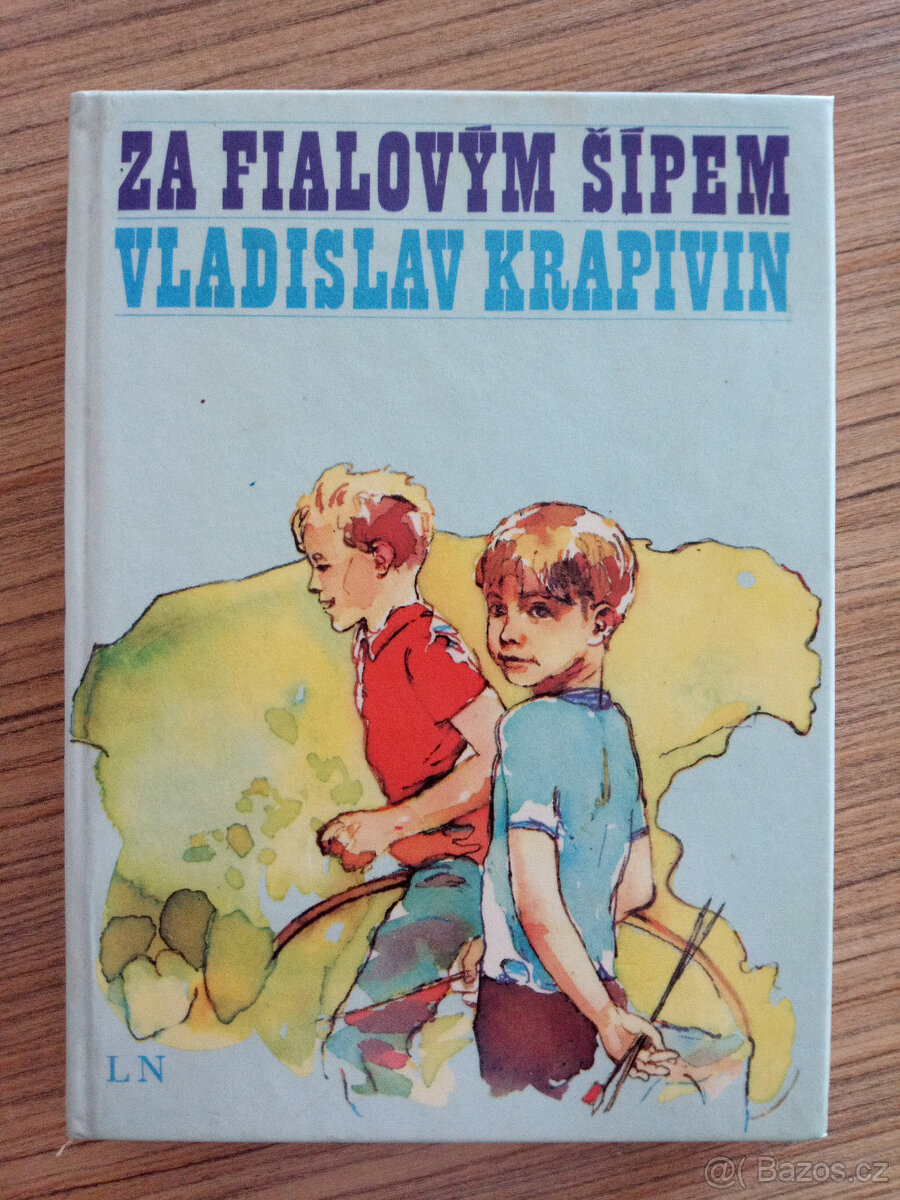 ZA FIALOVÝM ŠÍPEM
VLADISLAV KRAPIVIN
LN
@( Bazos.cz